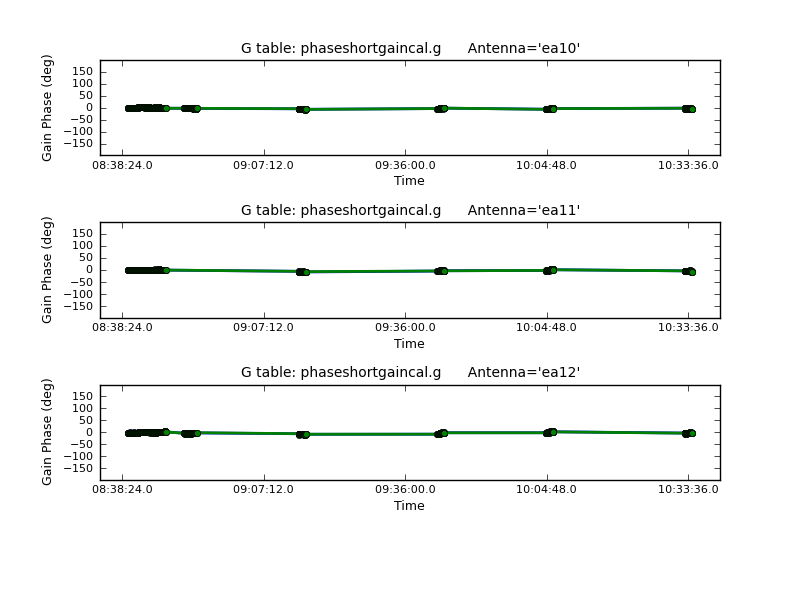 G table: phaseshortgaincal.g Antenna='ea10'
Gain Phase (deg)
150
100
50
0
−50
−100
−150
08:38:24.0 09:07:12.0 09:36:00.0 10:04:48.0 10:33:36.0
Time
G table: phaseshortgaincal.g Antenna='ea11'
Gain Phase (deg)
150
100
50
0
−50
−100
−150
08:38:24.0 09:07:12.0 09:36:00.0 10:04:48.0 10:33:36.0
Time
G table: phaseshortgaincal.g Antenna='ea12'
Gain Phase (deg)
150
100
50
0
−50
−100
−150
08:38:24.0 09:07:12.0 09:36:00.0 10:04:48.0 10:33:36.0
Time